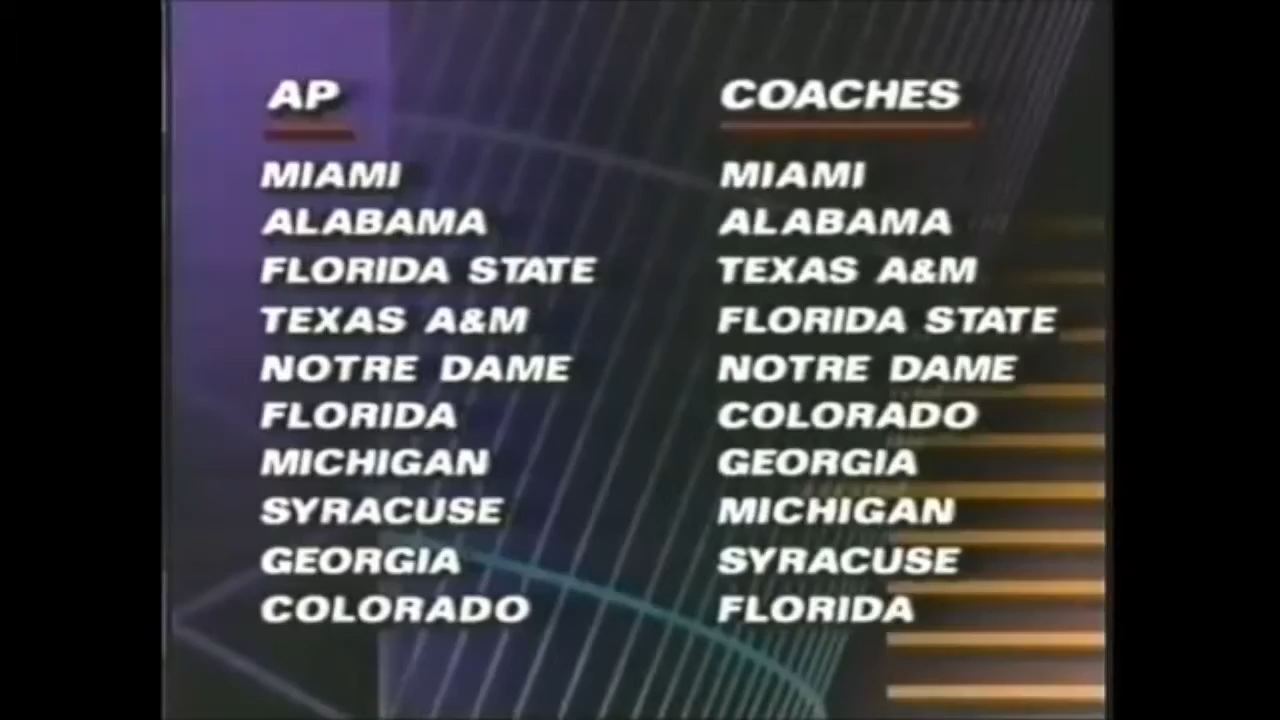 AP
MIAMI
ALABAMA
FLORIDA STATE
TEXAS A&M
NOTRE DAME
FLORIDA
MICHIGAN
SYRACUSE
GEORGIA
COLORADO
COACHES
MIAMI
ALABAMA
TEXAS A&M
FLORIDA STATE
NOTRE DAME
COLORADO
GEORGIA
MICHIGAN
SYRACUSE
FLORIDA